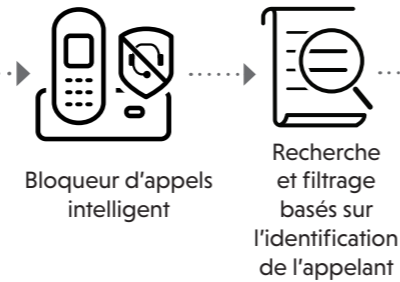 Bloqueur d'appels
intelligent
Recherche
et filtrage
basés sur
l'identification
de l'appelant